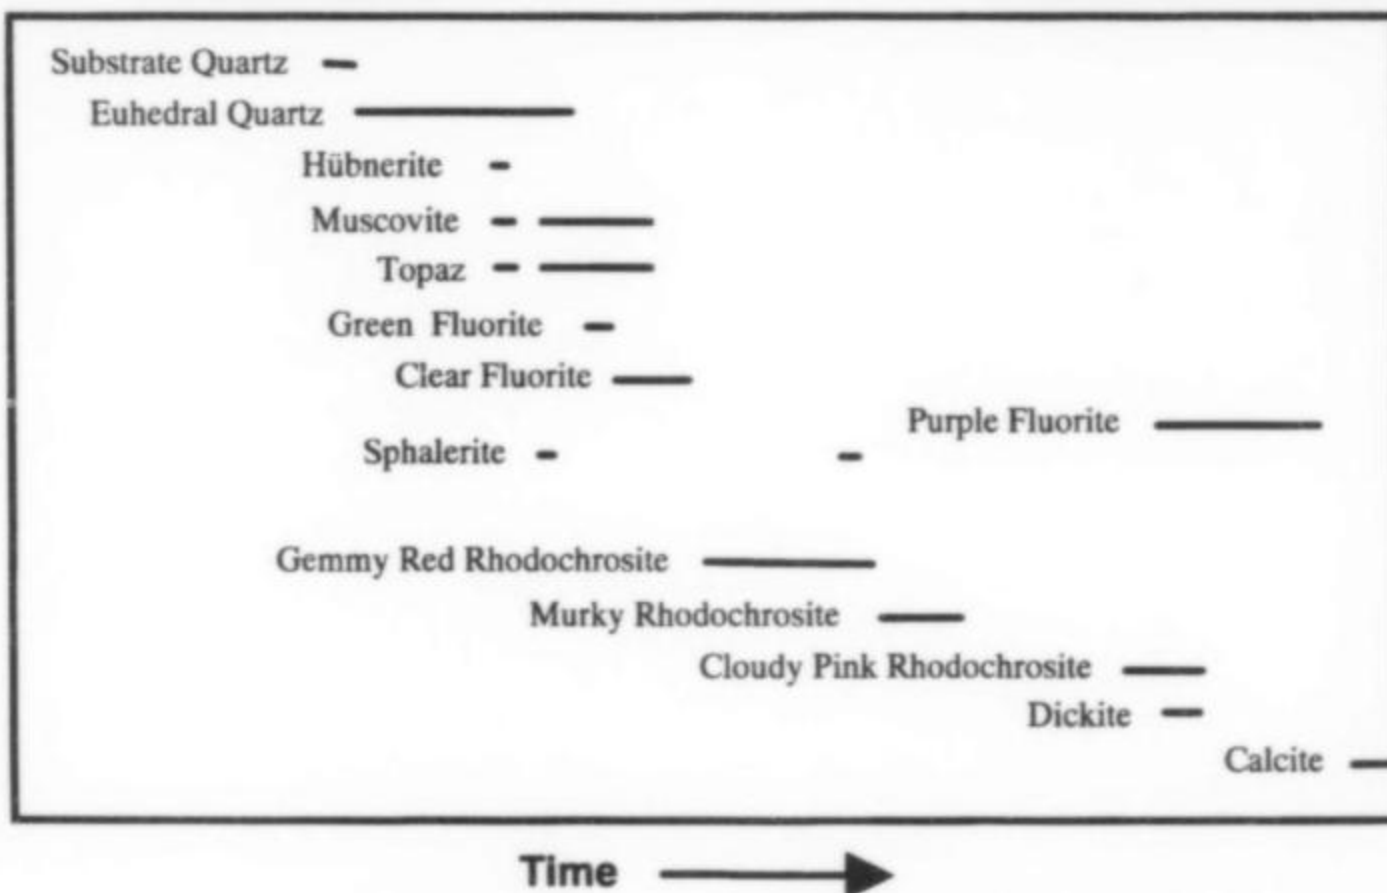 Substrate Quartz
Euhedral Quartz
Hübnerite
Muscovite
Topaz
Green Fluorite
Clear Fluorite
Purple Fluorite
Sphalerite
Gemmy Red Rhodochrosite
Murky Rhodochrosite
Cloudy Pink Rhodochrosite
Dickite
Calcite
Time